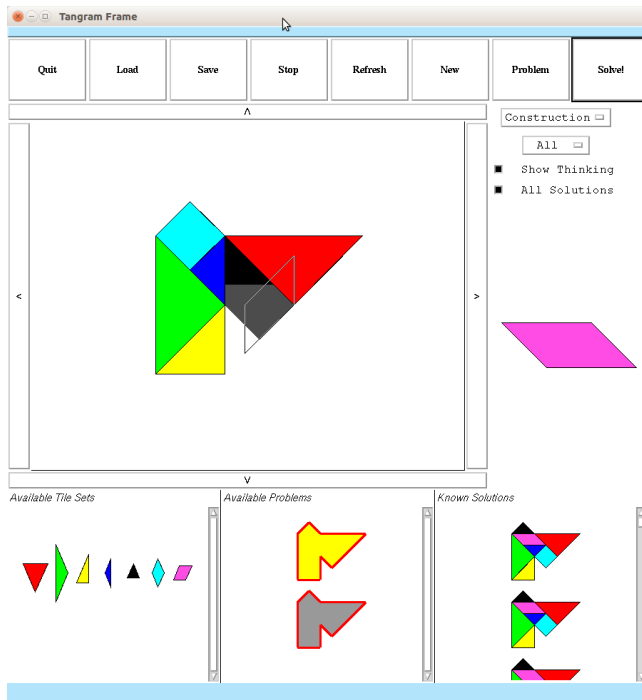 Tangram Frame
Quit Load Save Stop Refresh New Problem Solve!
Construction
All
Show Thinking
All Solutions
Available Tile Sets
Available Problems
Known Solutions